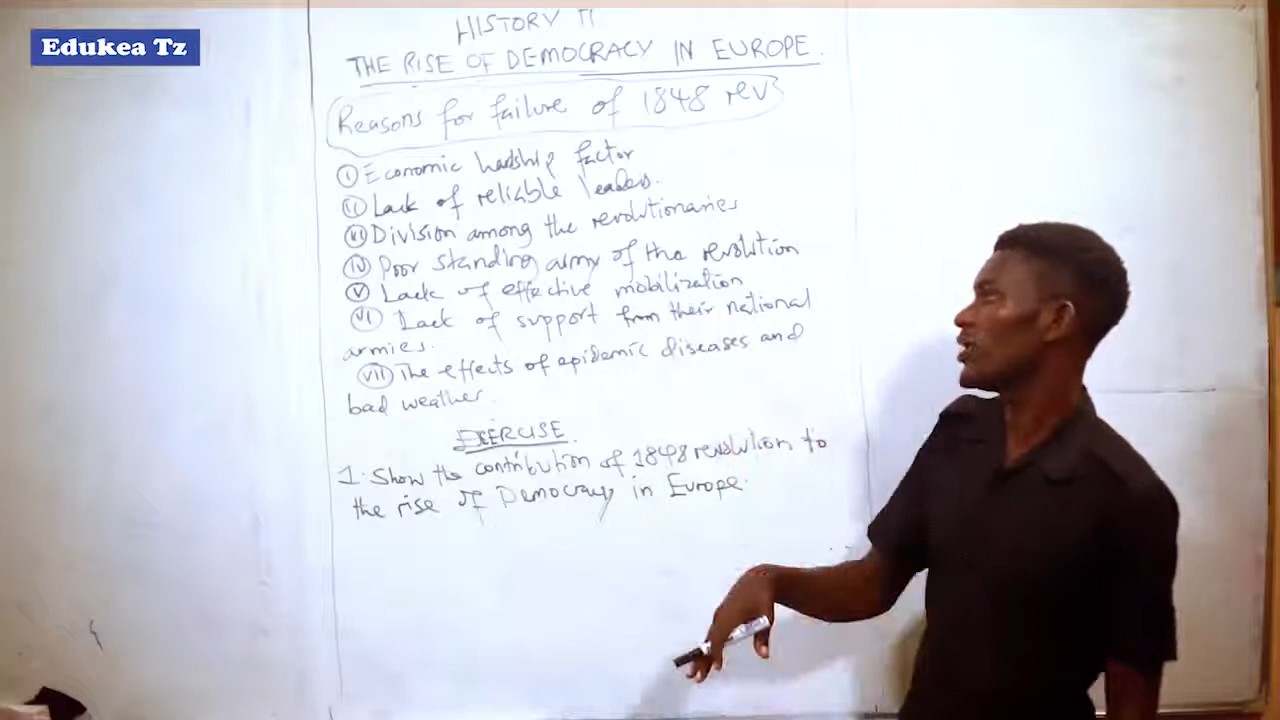 Edukea Tz
HISTORY II
THE RISE OF DEMOCRACY IN EUROPE.
Reasons for failure of 1848 revs
(I) Economic hardship factor
(II) Lack of reliable leaders.
(III) Division among the revolutionaries
(IV) Poor standing army of the revolution
(V) Lack of effective mobilization
(VI) Lack of support from their national
armies.
(VII) The effects of epidemic diseases and
bad weather.
EXERCISE.
1. Show the contribution of 1848 revolution to
the rise of Democracy in Europe.